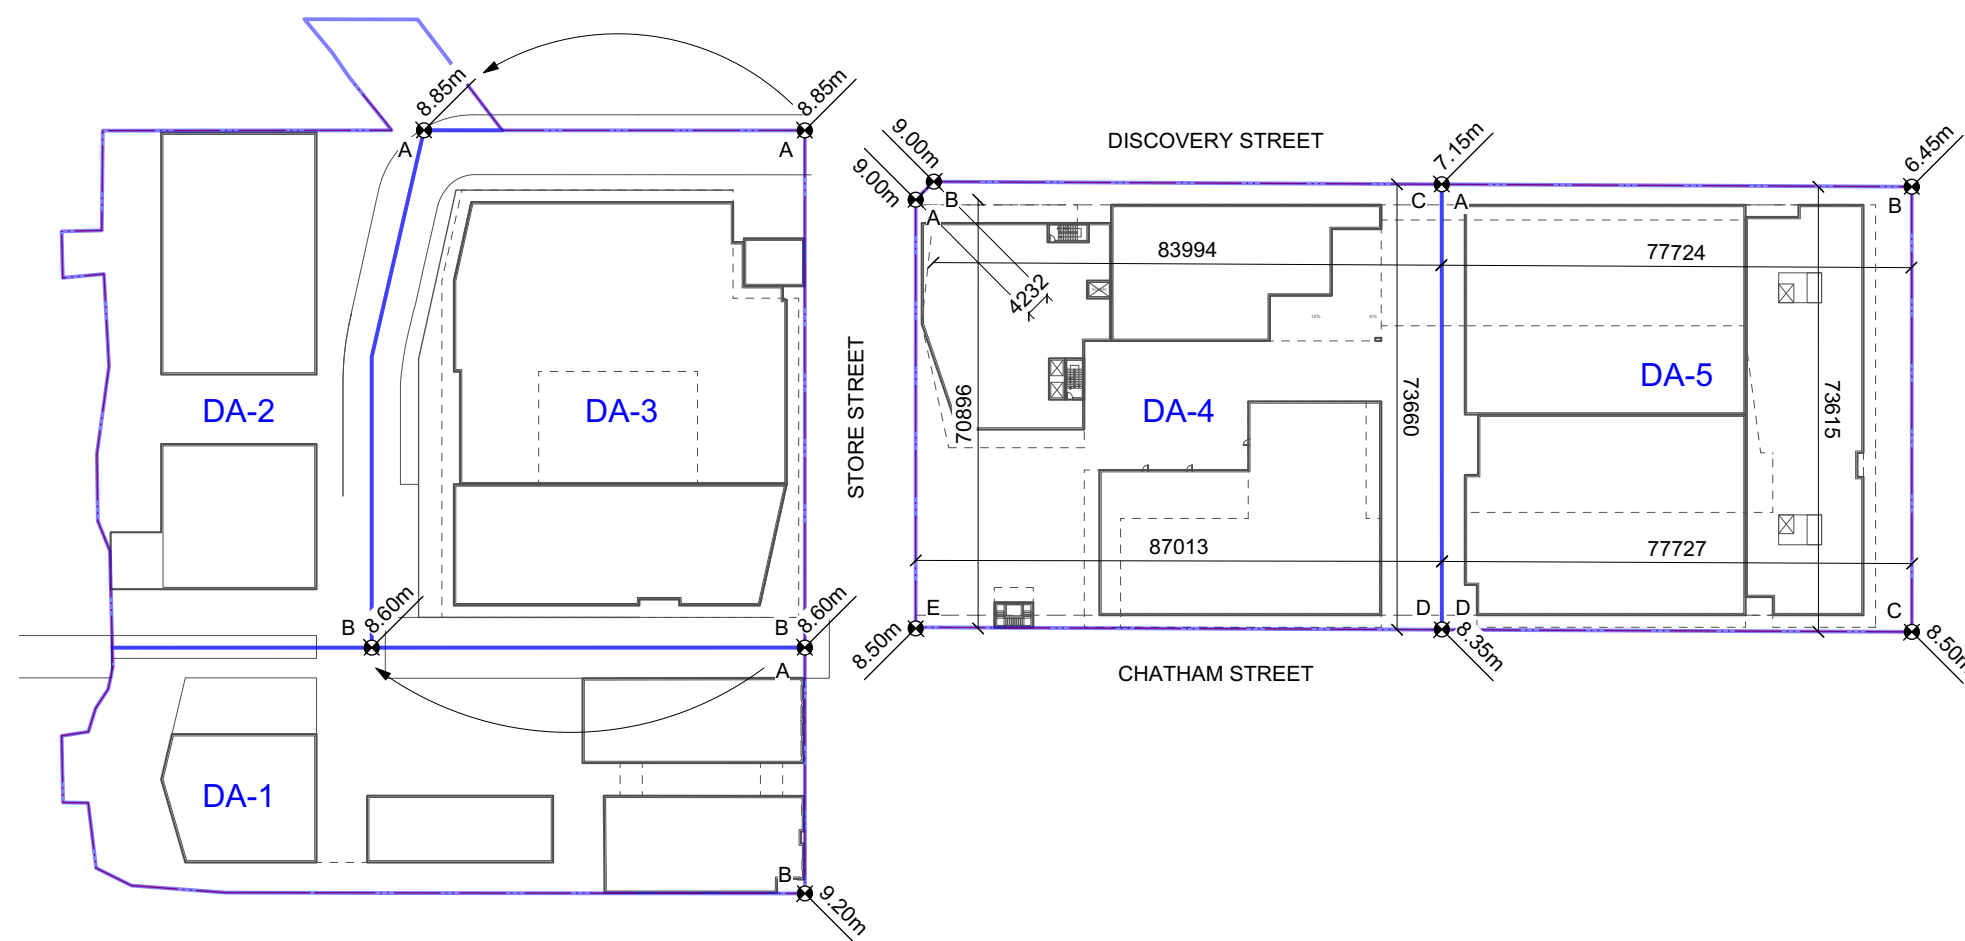 8.85m
8.85m
A
A
DISCOVERY STREET
9.00m
9.00m
7.15m
6.45m
B
A
C
A
B
83994
77724
4232
STORE STREET
DA-2
DA-3
70896
DA-4
73660
DA-5
73615
87013
77727
B
8.60m
B
8.60m
A
E
D
D
C
8.50m
8.35m
8.50m
CHATHAM STREET
DA-1
B
9.20m